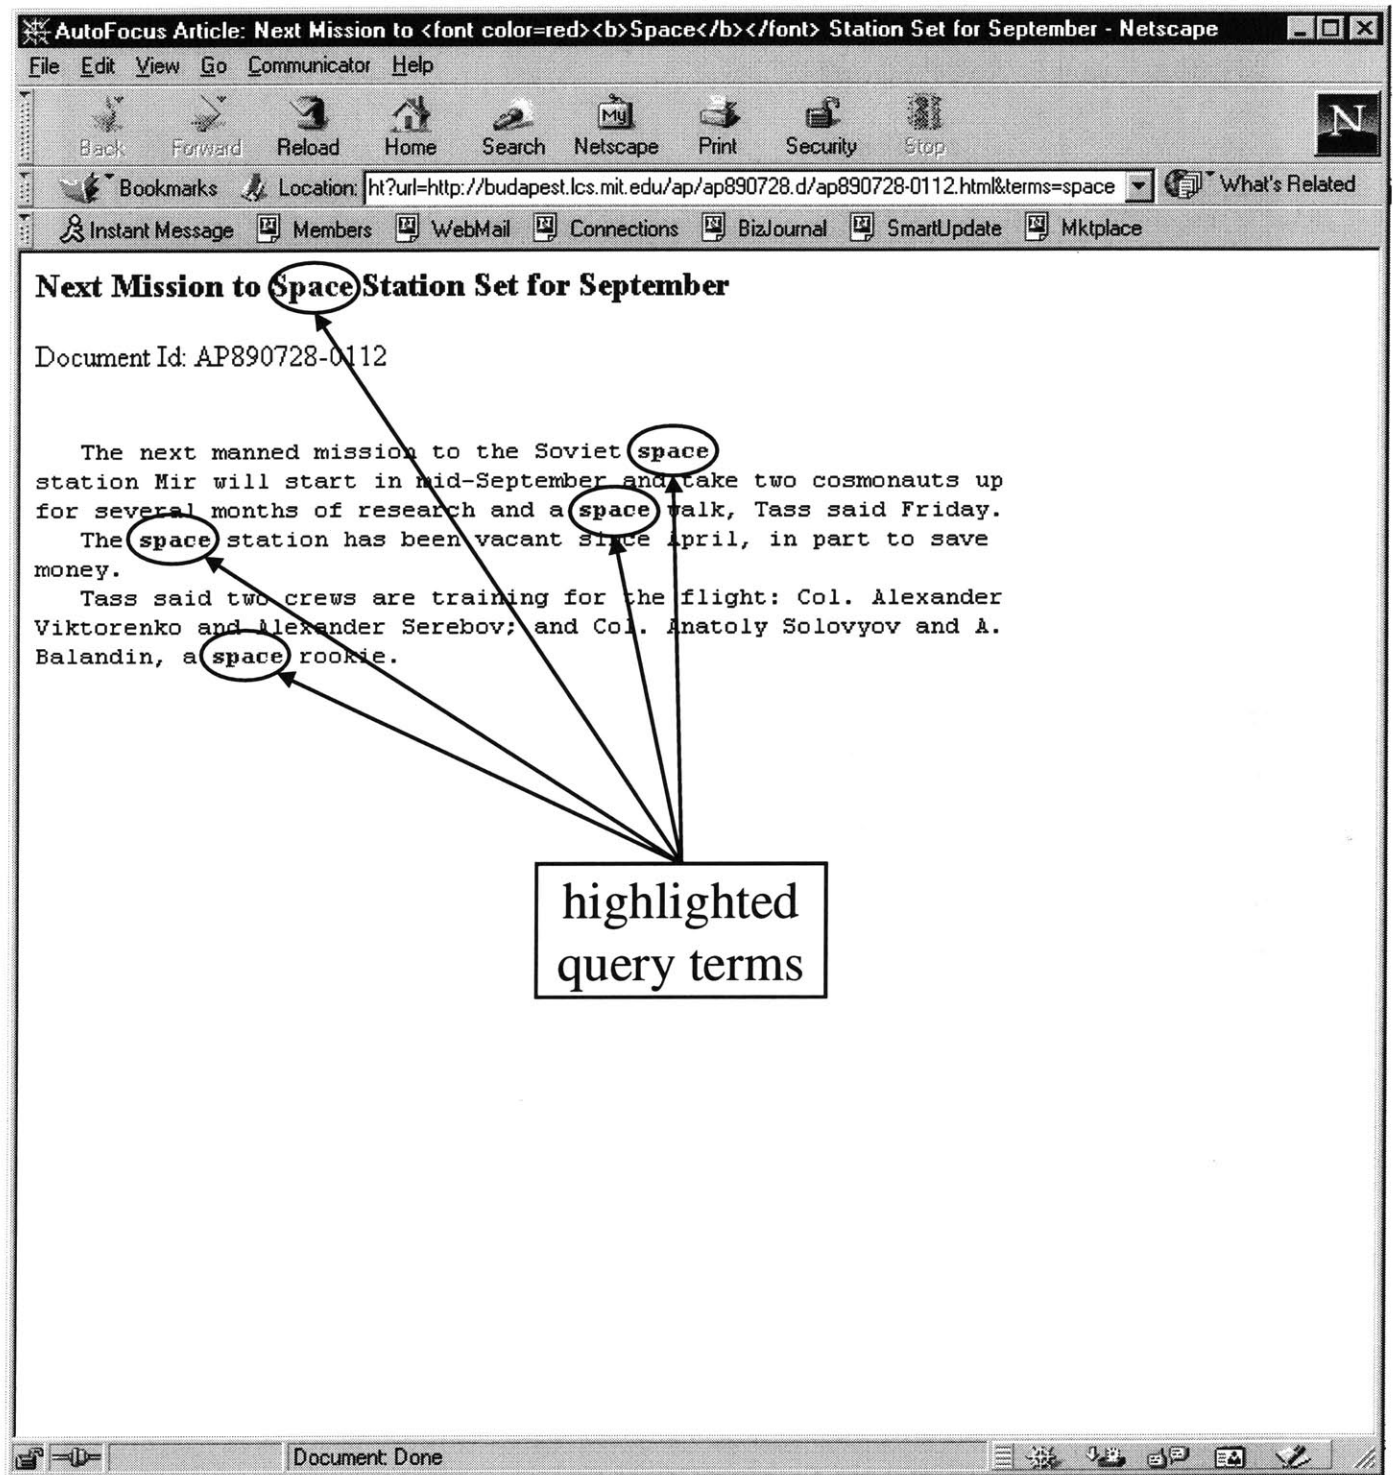 AutoFocus Article: Next Mission to <font color=red><b>Space</b></font> Station Set for September - Netscape
File Edit View Go Communicator Help
Back Forward Reload Home Search Netscape Print Security Stop
My
N
Bookmarks Location: ht?url=http://budapest.lcs.mit.edu/ap/ap890728.d/ap890728-0112.html&terms=space What's Related
Instant Message Members WebMail Connections BizJournal SmartUpdate Mktplace
Next Mission to Space Station Set for September
Document Id: AP890728-0112
The next manned mission to the Soviet space
station Mir will start in mid-September and take two cosmonauts up
for several months of research and a space walk, Tass said Friday.
The space station has been vacant since April, in part to save
money.
Tass said two crews are training for the flight: Col. Alexander
Viktorenko and Alexander Serebov; and Col. Anatoly Solovyov and A.
Balandin, a space rookie.
highlighted
query terms
Document: Done